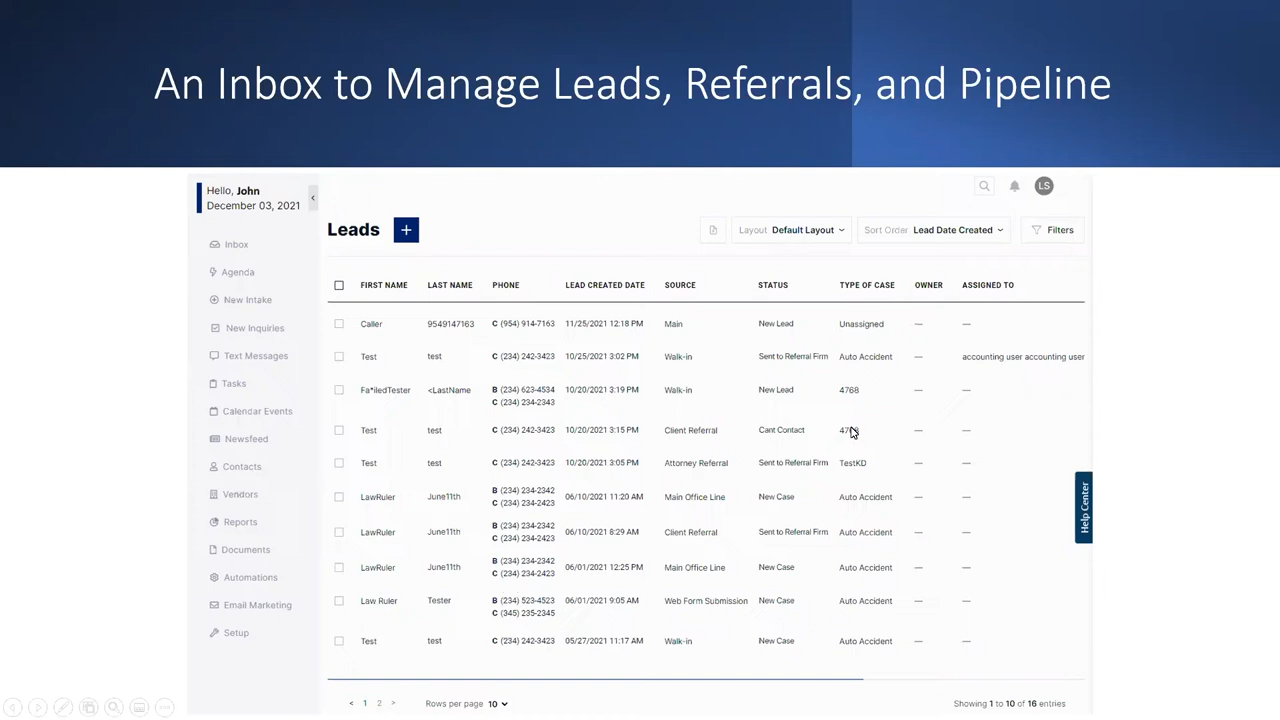 An Inbox to Manage Leads, Referrals, and Pipeline
Hello, John
December 03, 2021
LS
Leads +
Layout Default Layout
Sort Order Lead Date Created
Filters
Inbox
Agenda
New Intake
New Inquiries
Text Messages
Tasks
Calendar Events
Newsfeed
Contacts
Vendors
Reports
Documents
Automations
Email Marketing
Setup
FIRST NAME LAST NAME PHONE LEAD CREATED DATE SOURCE STATUS TYPE OF CASE OWNER ASSIGNED TO
Caller 9549147163 C (954) 914-7163 11/25/2021 12:18 PM Main New Lead Unassigned — —
Test test C (234) 242-3423 10/25/2021 3:02 PM Walk-in Sent to Referral Firm Auto Accident — accounting user accounting user
Fa*iledTester <LastName B (234) 623-4534 10/20/2021 3:19 PM Walk-in New Lead 4768 — —
C (234) 234-2343
Test test C (234) 242-3423 10/20/2021 3:15 PM Client Referral Cant Contact — —
Test test C (234) 242-3423 10/20/2021 3:05 PM Attorney Referral Sent to Referral Firm TestKD — —
LawRuler June11th B (234) 234-2342 06/10/2021 11:20 AM Main Office Line New Case Auto Accident — —
C (234) 234-2423
LawRuler June11th B (234) 234-2342 06/10/2021 8:29 AM Client Referral Sent to Referral Firm Auto Accident — —
C (234) 234-2423
LawRuler June11th B (234) 234-2342 06/01/2021 12:25 PM Main Office Line New Case Auto Accident — —
C (234) 234-2423
Law Ruler Tester B (234) 523-4523 06/01/2021 9:05 AM Web Form Submission New Case Auto Accident — —
C (345) 235-2345
Test test C (234) 242-3423 05/27/2021 11:17 AM Walk-in New Case Auto Accident — —
Help Center
< 1 2 > Rows per page 10
Showing 1 to 10 of 16 entries